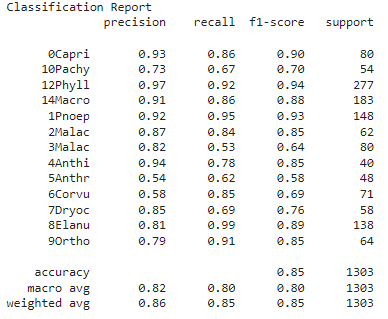 Classification Report
precision recall f1-score support
0Capri 0.93 0.86 0.90 80
10Pachy 0.73 0.67 0.70 54
12Phyll 0.97 0.92 0.94 277
14Macro 0.91 0.86 0.88 183
1Pnoep 0.92 0.95 0.93 148
2Malac 0.87 0.84 0.85 62
3Malac 0.82 0.53 0.64 80
4Anthi 0.94 0.78 0.85 40
5Anthr 0.54 0.62 0.58 48
6Corvu 0.58 0.85 0.69 71
7Dryoc 0.85 0.69 0.76 58
8Elanu 0.81 0.99 0.89 138
9Ortho 0.79 0.91 0.85 64
accuracy 0.85 1303
macro avg 0.82 0.80 0.80 1303
weighted avg 0.86 0.85 0.85 1303